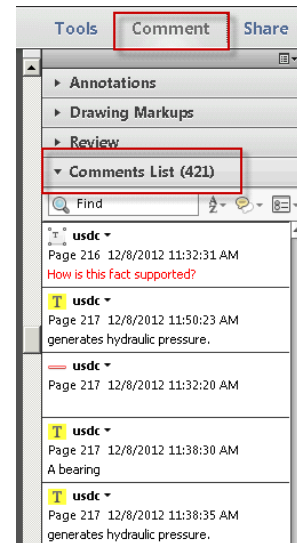 Tools Comment Share
Annotations
Drawing Markups
Review
Comments List (421)
Find
T usdc
Page 216 12/8/2012 11:32:31 AM
How is this fact supported?
T usdc
Page 217 12/8/2012 11:50:23 AM
generates hydraulic pressure.
usdc
Page 217 12/8/2012 11:32:20 AM
T usdc
Page 217 12/8/2012 11:38:30 AM
A bearing
T usdc
Page 217 12/8/2012 11:38:35 AM
generates hydraulic pressure.